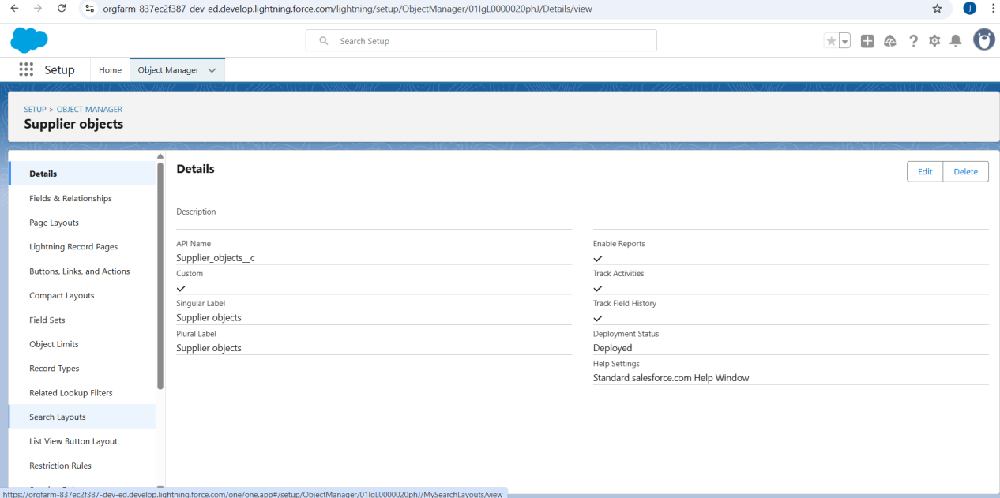 orgfarm-837ec2f387-dev-ed.develop.lightning.force.com/lightning/setup/ObjectManager/01IgL0000020phJ/Details/view
j
Search Setup
Setup
Home
Object Manager
SETUP > OBJECT MANAGER
Supplier objects
Details
Fields & Relationships
Page Layouts
Lightning Record Pages
Buttons, Links, and Actions
Compact Layouts
Field Sets
Object Limits
Record Types
Related Lookup Filters
Search Layouts
List View Button Layout
Restriction Rules
Details
Edit
Delete
Description
API Name
Supplier_objects__c
Custom
Singular Label
Supplier objects
Plural Label
Supplier objects
Enable Reports
Track Activities
Track Field History
Deployment Status
Deployed
Help Settings
Standard salesforce.com Help Window
https://orgfarm-837ec2f387-dev-ed.develop.lightning.force.com/one/one.app#/setup/ObjectManager/01IgL0000020phJ/MySearchLayouts/view